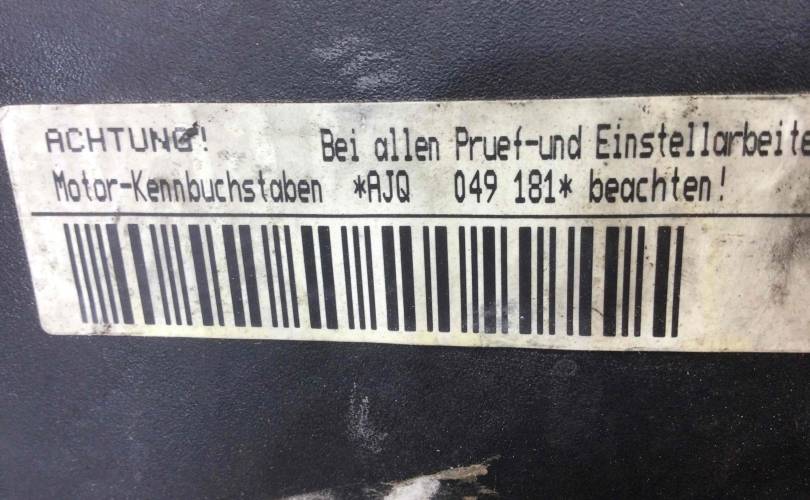 ACHTUNG! Bei allen Pruef-und Einstellarbeite
Motor-Kennbuchstaben *AJQ 049 181* beachten!